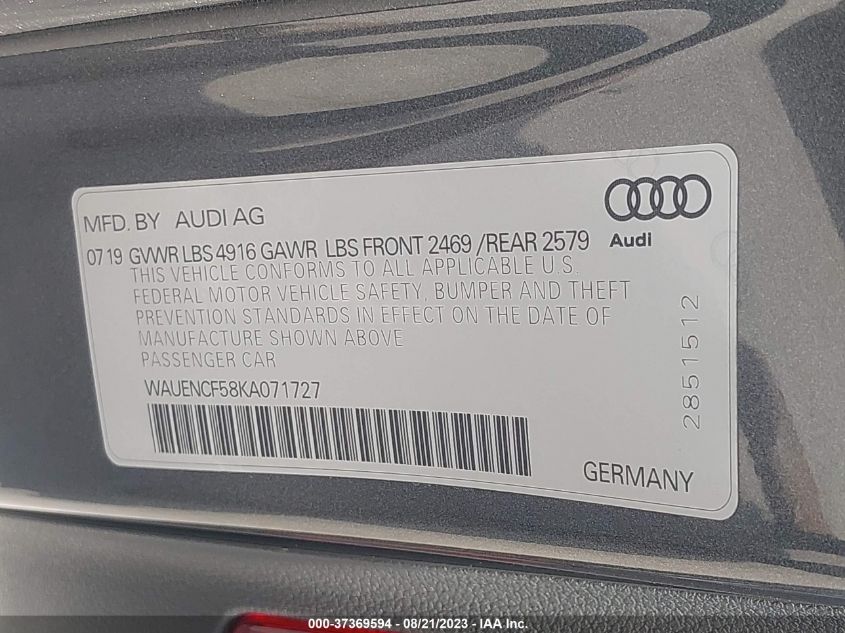 MFD. BY AUDI AG
Audi
07 19 GVWR LBS 4916 GAWR LBS FRONT 2469 /REAR 2579
THIS VEHICLE CONFORMS TO ALL APPLICABLE U.S.
FEDERAL MOTOR VEHICLE SAFETY, BUMPER AND THEFT
PREVENTION STANDARDS IN EFFECT ON THE DATE OF
MANUFACTURE SHOWN ABOVE
PASSENGER CAR
WAUENCF58KA071727
2851512
GERMANY
000-37369594 - 08/21/2023 - IAA Inc.